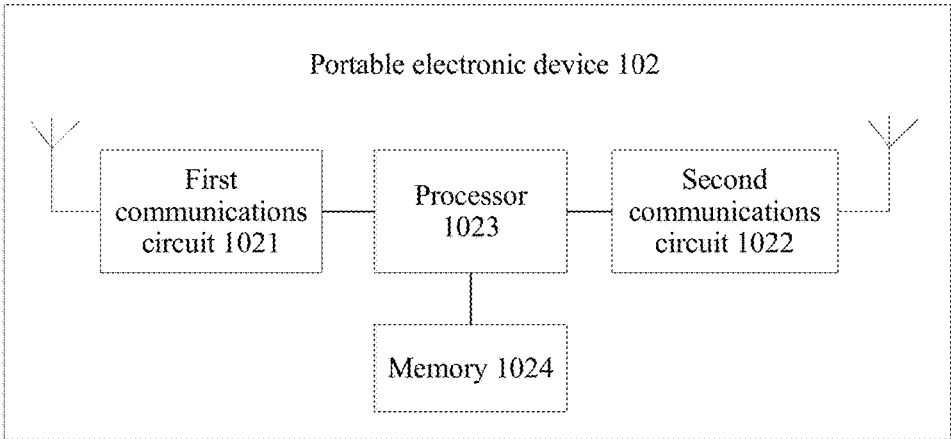 Portable electronic device 102
First
communications
circuit 1021
Processor
1023
Second
communications
circuit 1022
Memory 1024